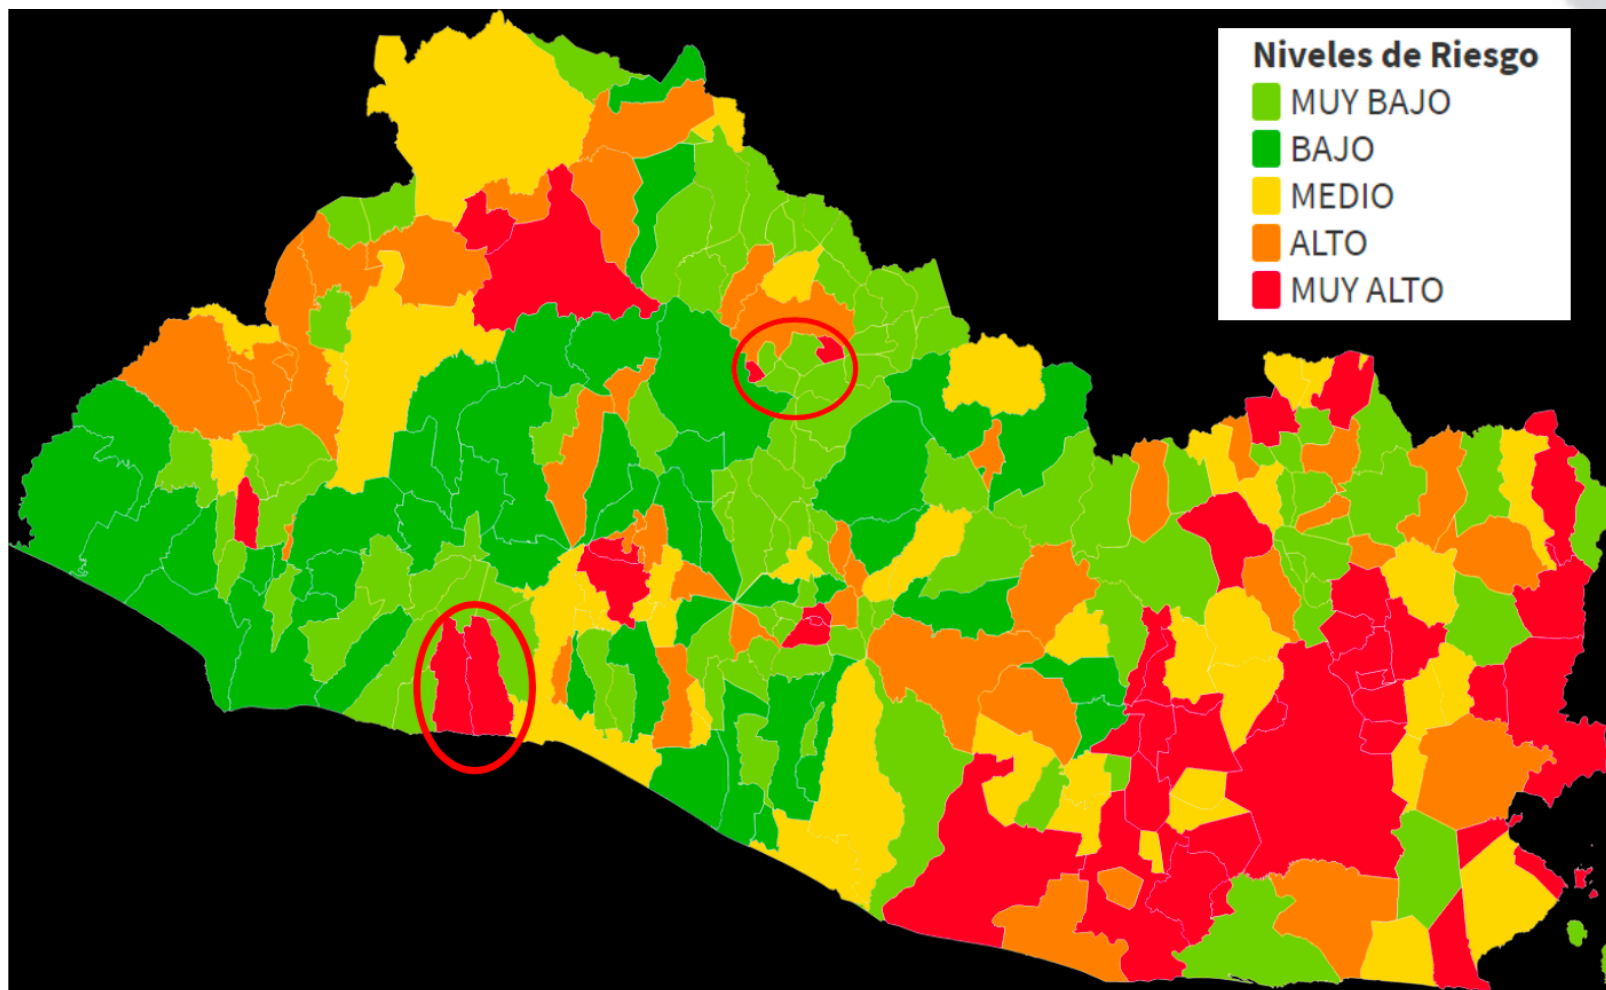 Niveles de Riesgo
MUY BAJO
BAJO
MEDIO
ALTO
MUY ALTO